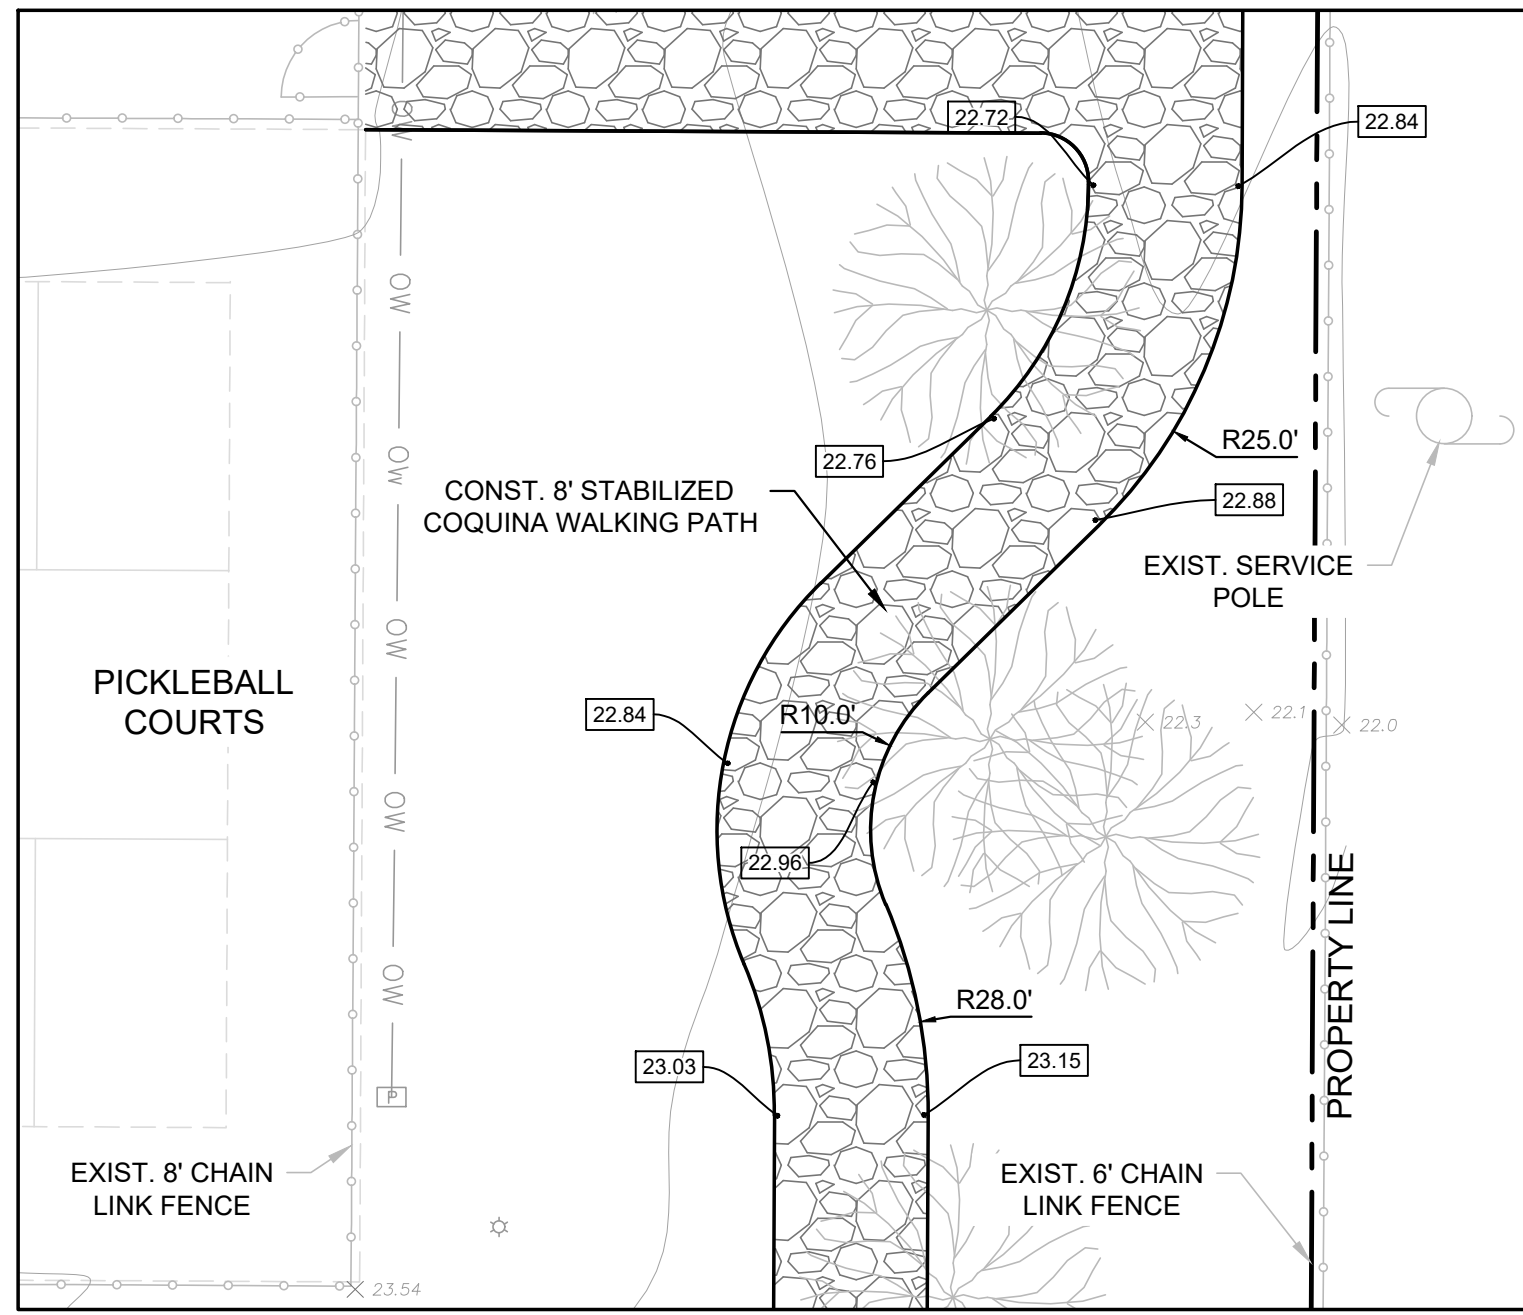 22.72
22.84
OW
OW
R25.0'
22.76
OW
CONST. 8' STABILIZED
COQUINA WALKING PATH
22.88
EXIST. SERVICE
POLE
OW
PICKLEBALL
COURTS
22.84
R10.0'
22.3
22.1
22.0
OW
22.96
PROPERTY LINE
OW
R28.0'
23.03
23.15
P
EXIST. 8' CHAIN
LINK FENCE
EXIST. 6' CHAIN
LINK FENCE
23.54